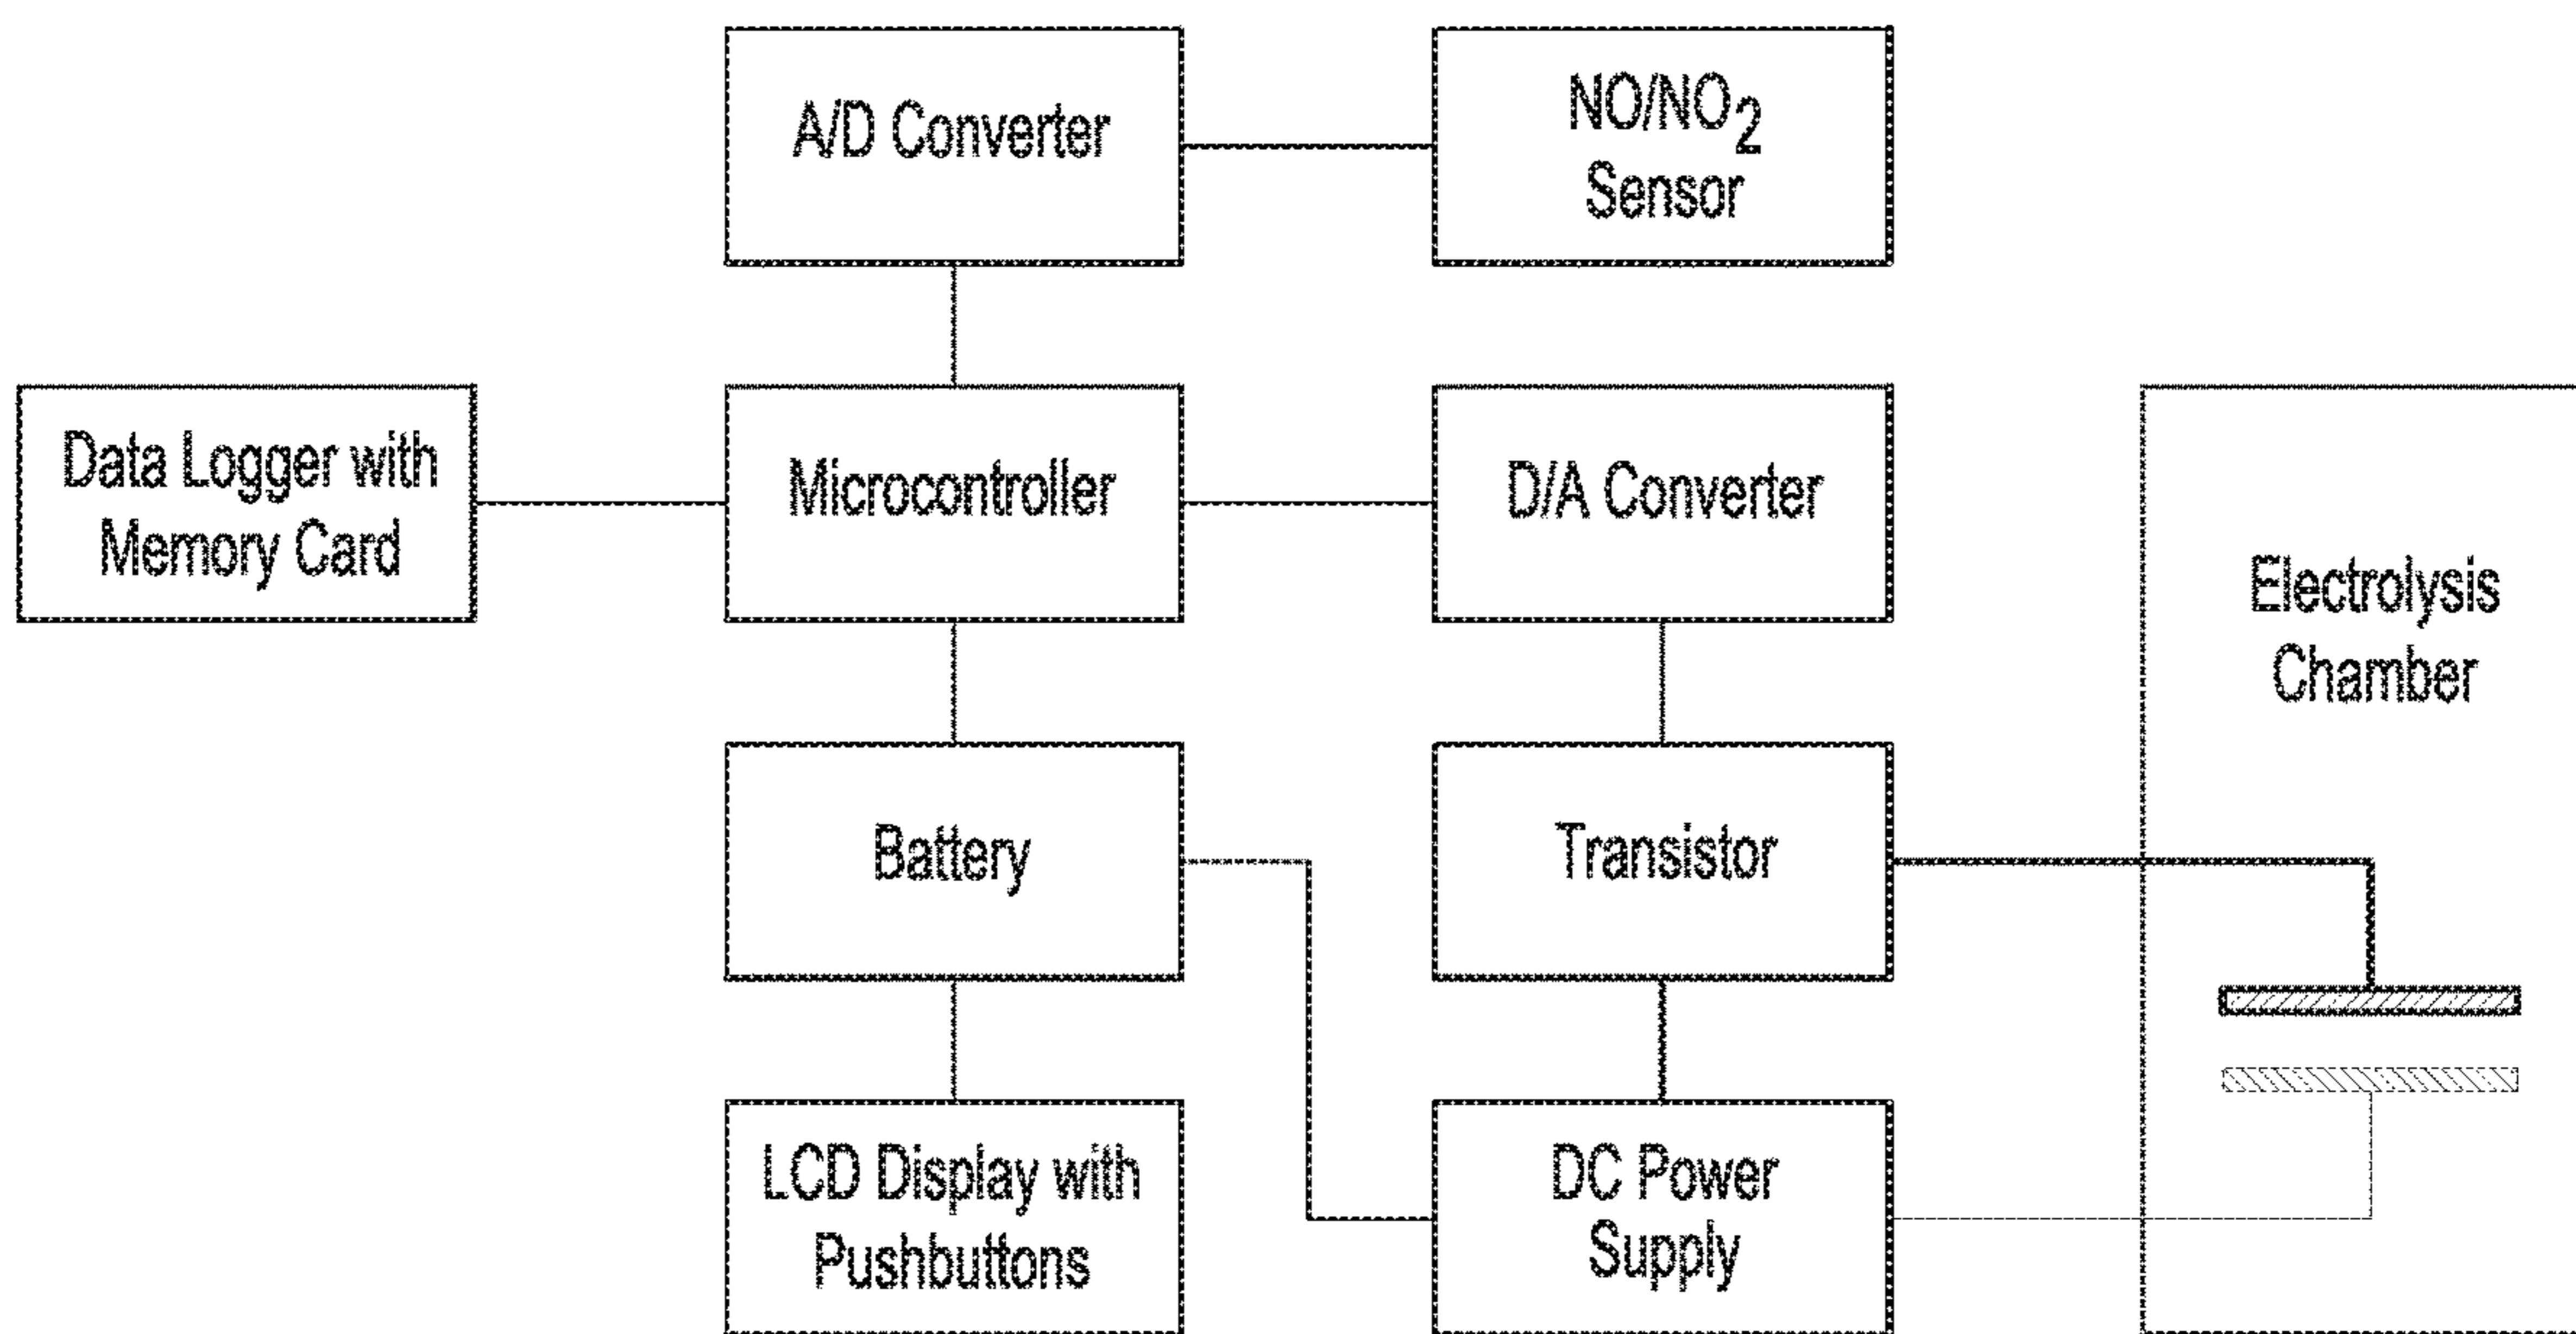 A/D Converter
NO/NO2
Sensor
Data Logger with
Memory Card
Microcontroller
D/A Converter
Electrolysis
Chamber
Battery
Transistor
LCD Display with
Pushbuttons
DC Power
Supply